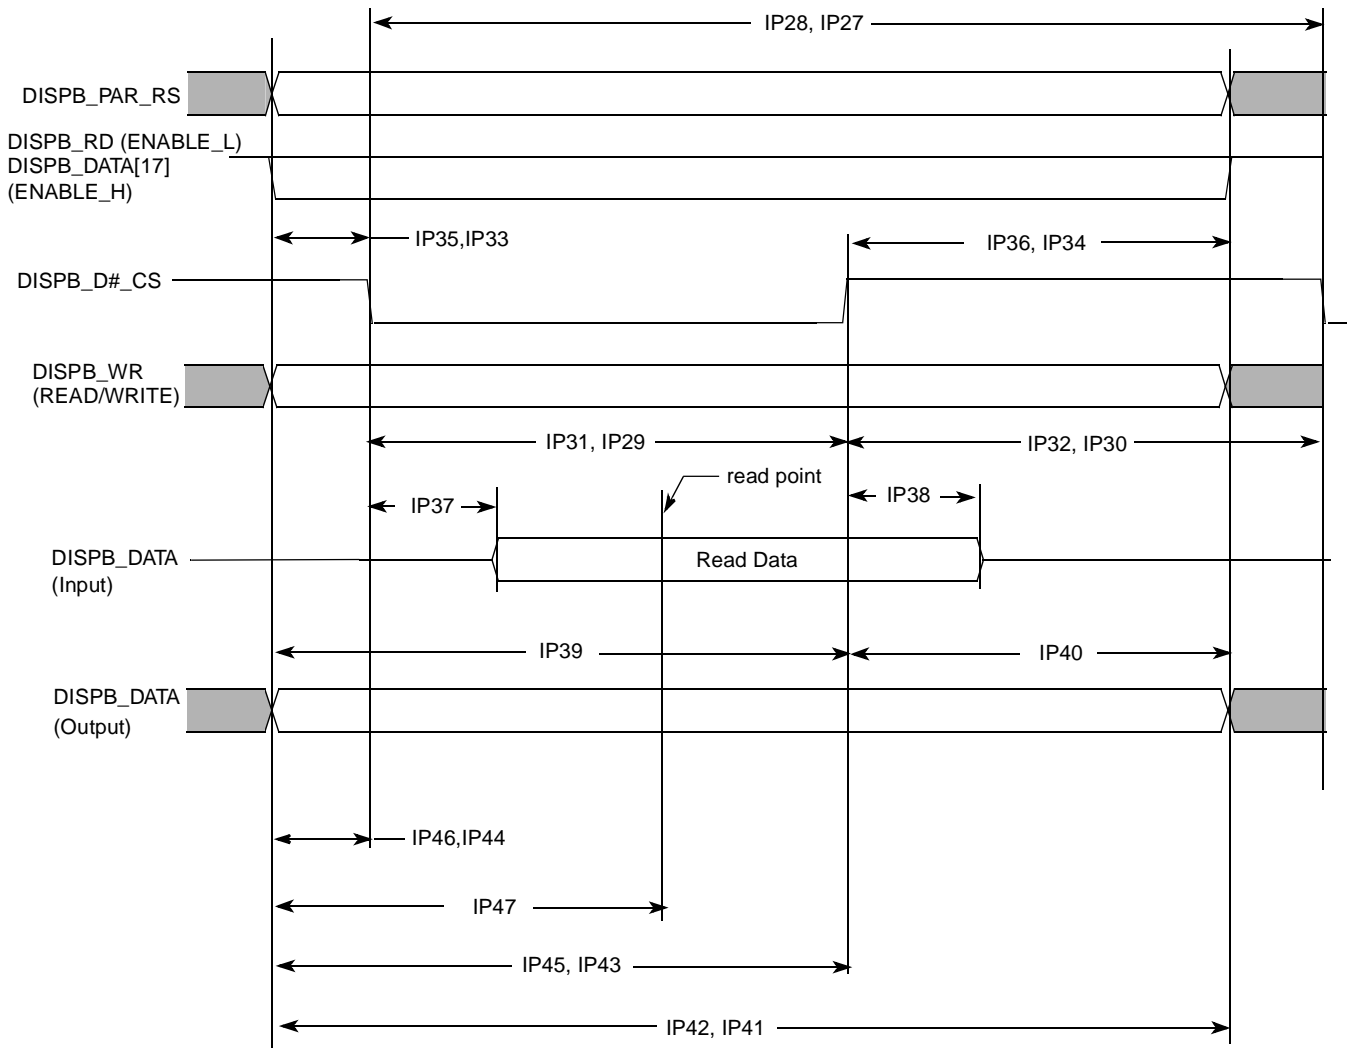 IP28, IP27
DISPB_PAR_RS
DISPB_RD (ENABLE_L)
DISPB_DATA[17]
(ENABLE_H)
IP35,IP33
IP36, IP34
DISPB_D#_CS
DISPB_WR
(READ/WRITE)
IP31, IP29
IP32, IP30
read point
IP37
IP38
DISPB_DATA
(Input)
Read Data
IP39
IP40
DISPB_DATA
(Output)
IP46,IP44
IP47
IP45, IP43
IP42, IP41